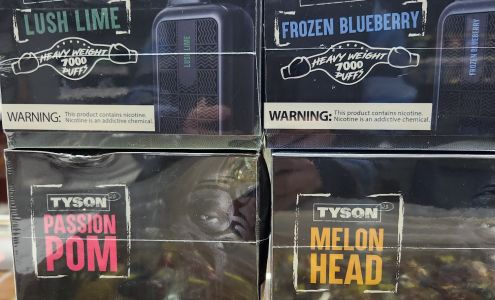 LUSH LIME
HEAVY WEIGHT
7000
PUFFS
LUSH LIME
WARNING: This product contains nicotine.
Nicotine is an addictive chemical.
FROZEN BLUEBERRY
HEAVY WEIGHT
7000
PUFFS
FROZEN BLUEBERRY
WARNING: This product contains nicotine.
Nicotine is an addictive chemical.
TYSON
PASSION
POM
TYSON
MELON
HEAD